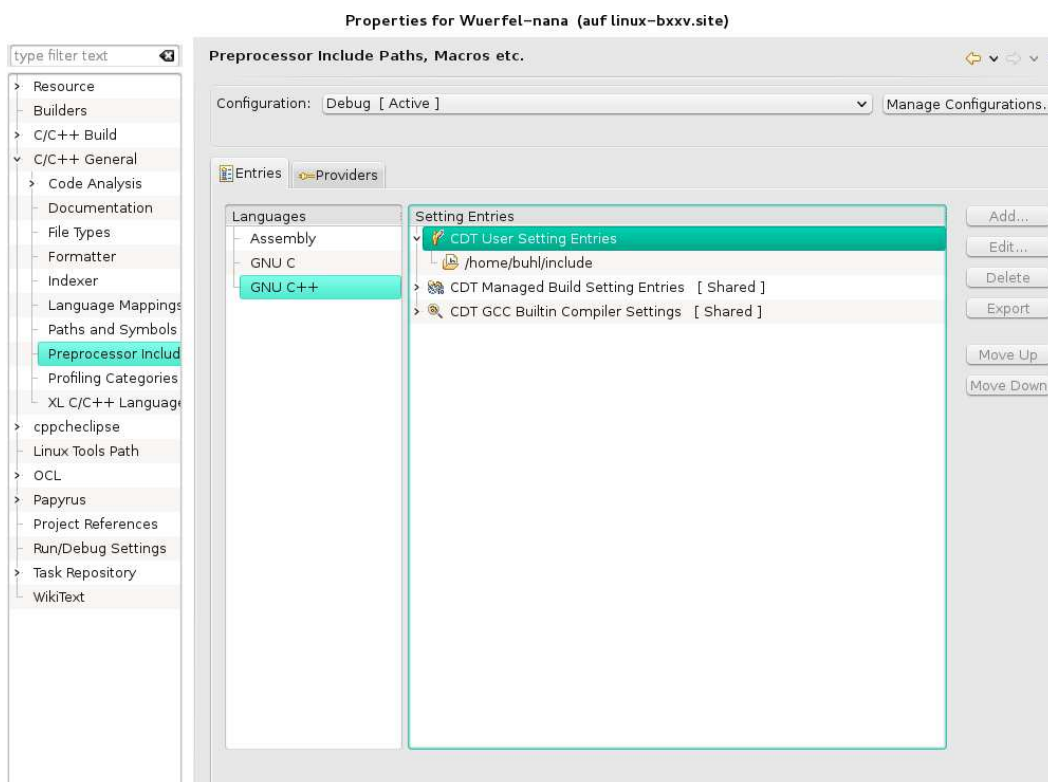 Properties for Wuerfel-nana (auf linux-bxxv.site)
type filter text
Resource
Builders
C/C++ Build
C/C++ General
Code Analysis
Documentation
File Types
Formatter
Indexer
Language Mappings
Paths and Symbols
Preprocessor Includ
Profiling Categories
XL C/C++ Language
cppcheclipse
Linux Tools Path
OCL
Papyrus
Project References
Run/Debug Settings
Task Repository
WikiText
Preprocessor Include Paths, Macros etc.
Configuration: Debug [ Active ] Manage Configurations.
Entries Providers
Languages
Assembly
GNU C
GNU C++
Setting Entries
CDT User Setting Entries
/home/buhl/include
CDT Managed Build Setting Entries [ Shared ]
CDT GCC Builtin Compiler Settings [ Shared ]
Add...
Edit...
Delete
Export
Move Up
Move Down